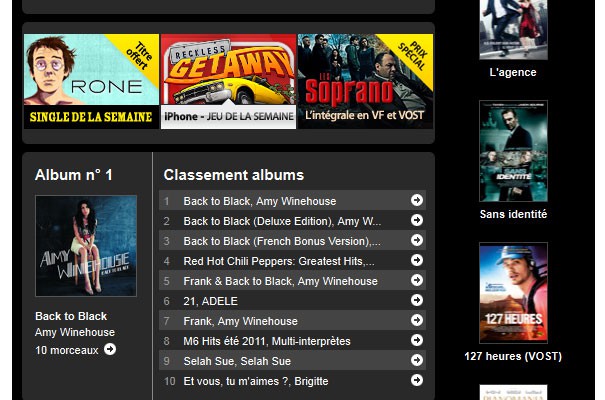 Titre
offert
RONE
SINGLE DE LA SEMAINE
RECKLESS
GETAWAY
iPhone - JEU DE LA SEMAINE
PRIX
SPÉCIAL
LES
Soprano
L'intégrale en VF et VOST
Album n° 1
AMY
WINEHOUSE
BACK TO BLACK
Back to Black
Amy Winehouse
10 morceaux
Classement albums
1 Back to Black, Amy Winehouse
2 Back to Black (Deluxe Edition), Amy W...
3 Back to Black (French Bonus Version),...
4 Red Hot Chili Peppers: Greatest Hits,...
5 Frank & Back to Black, Amy Winehouse
6 21, ADELE
7 Frank, Amy Winehouse
8 M6 Hits été 2011, Multi-interprètes
9 Selah Sue, Selah Sue
10 Et vous, tu m'aimes ?, Brigitte
L'agence
SANS
IDENTITÉ
Sans identité
127 HEURES
127 heures (VOST)